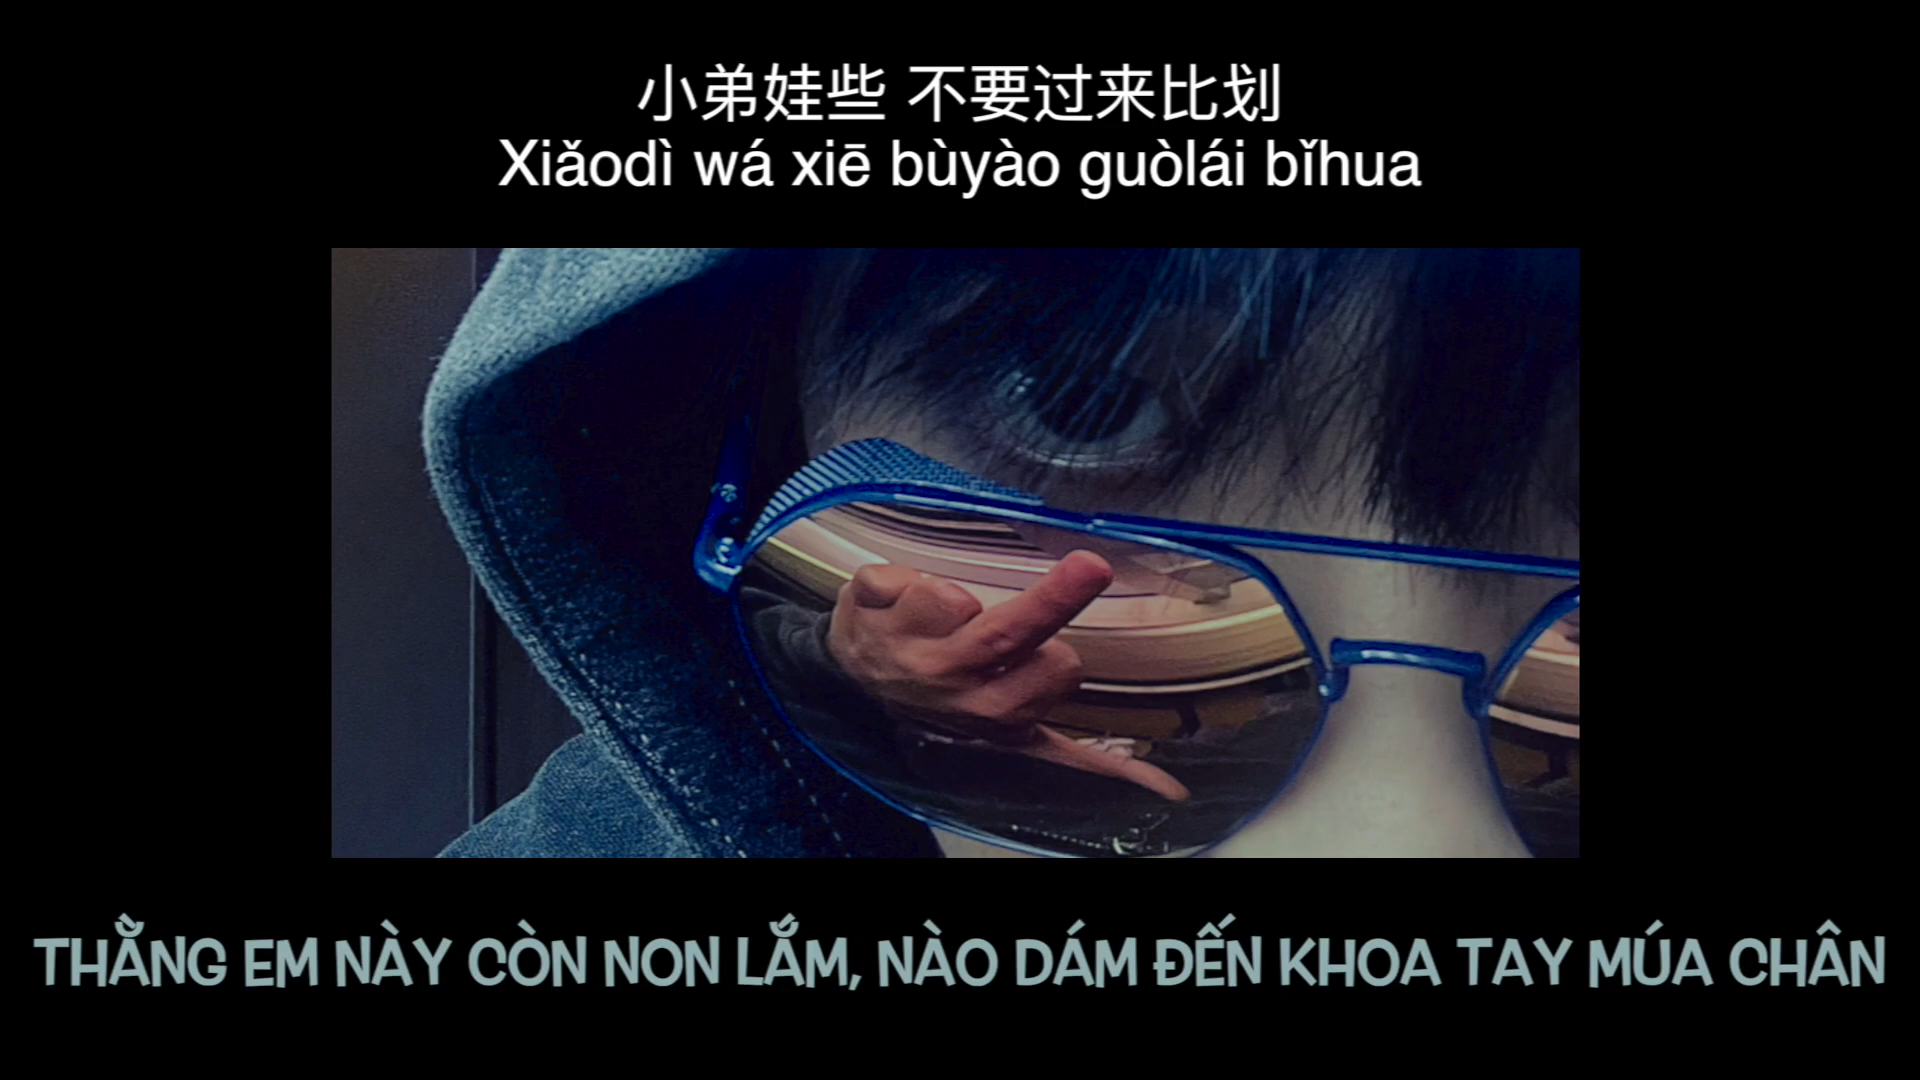 小弟娃些 不要过来比划
Xiǎodì wá xiē bùyào guòlái bǐhua
THẰNG EM NÀY CÒN NON LẮM, NÀO DÁM ĐẾN KHOA TAY MÚA CHÂN